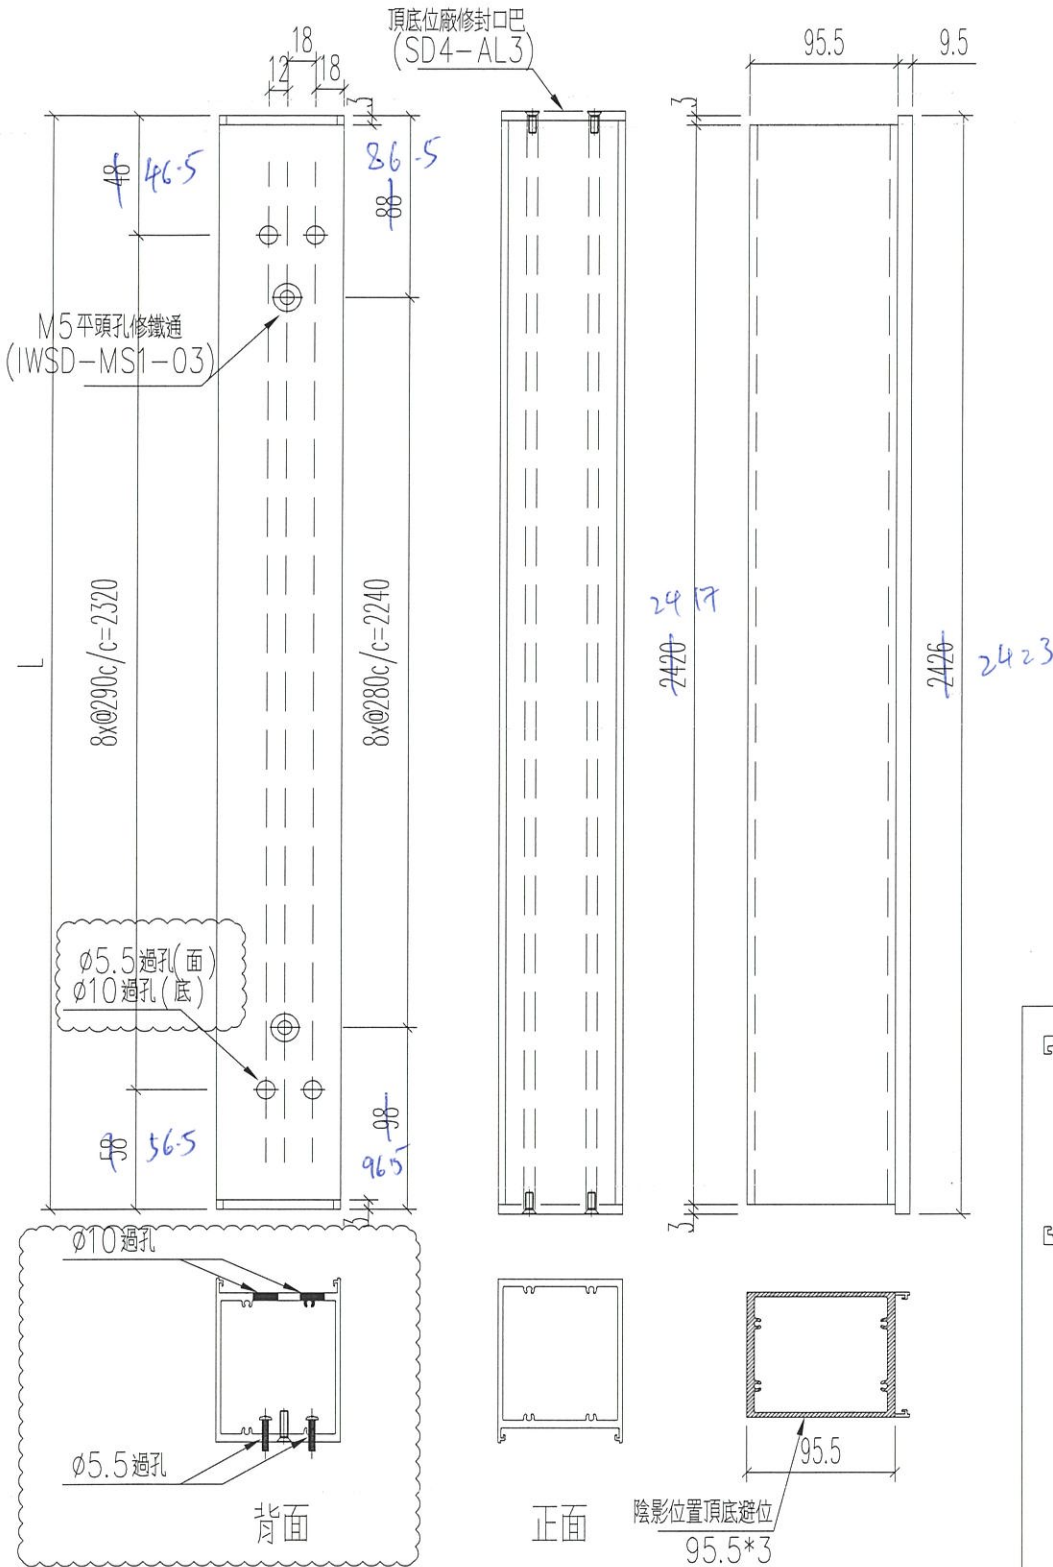 頂底位廠修封口巴
(SD4-AL3)
18
12
18
3
95.5
9.5
3
48
46.5
86.5
88
M5平頭孔修鐵通
(IWSD-MS1-03)
L
8x@290c/c=2320
8x@280c/c=2240
2417
2420
2426
2423
Ø5.5過孔(面)
Ø10過孔(底)
58
56.5
98
96.5
3
3
Ø10過孔
Ø5.5過孔
背面
正面
95.5
陰影位置頂底避位
95.5*3